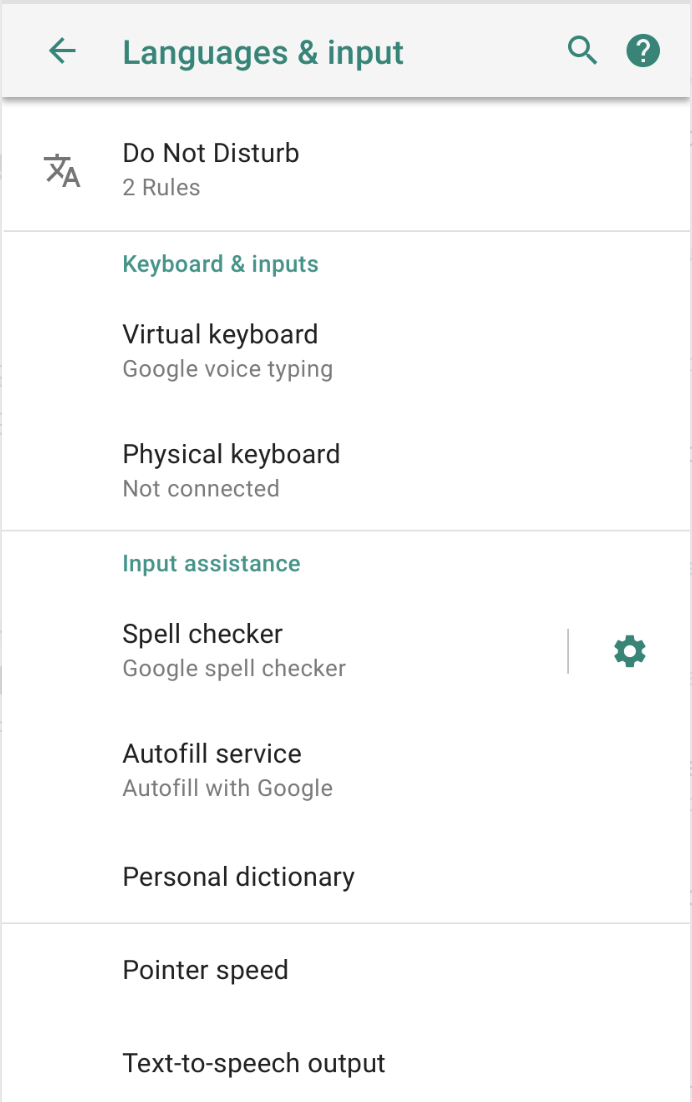 Languages & input
Do Not Disturb
2 Rules
Keyboard & inputs
Virtual keyboard
Google voice typing
Physical keyboard
Not connected
Input assistance
Spell checker
Google spell checker
Autofill service
Autofill with Google
Personal dictionary
Pointer speed
Text-to-speech output